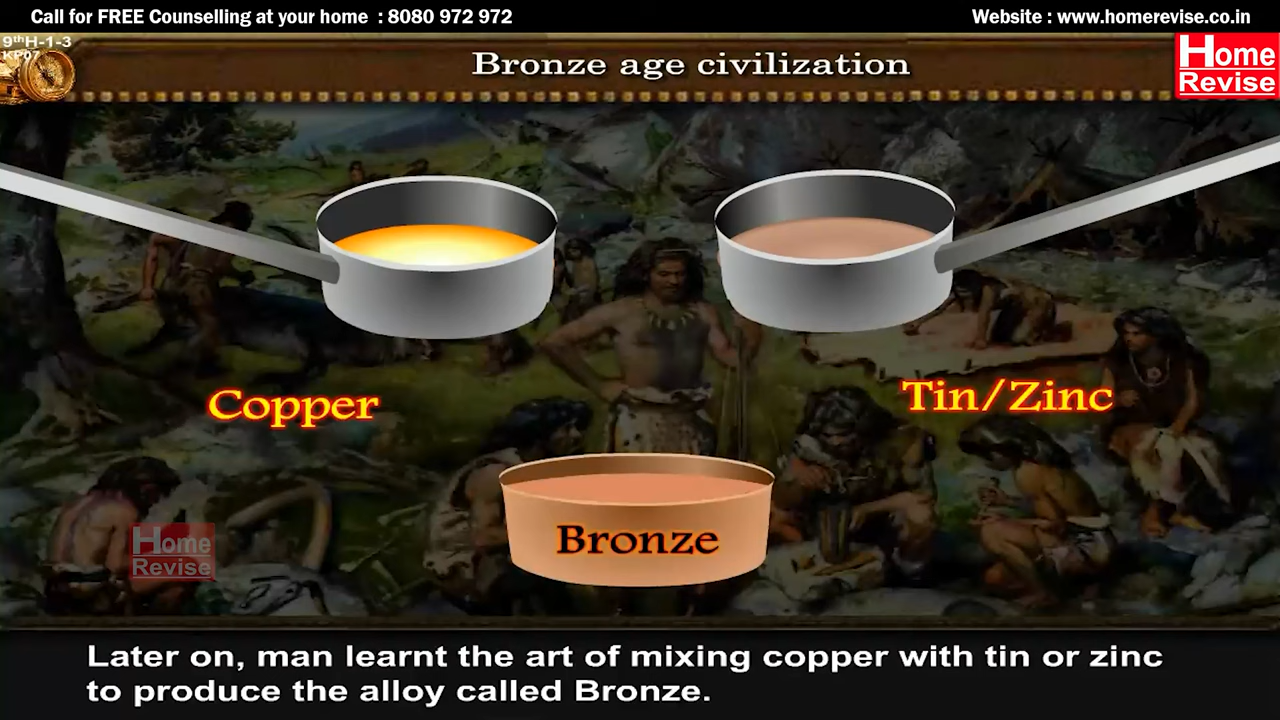 Call for FREE Counselling at your home : 8080 972 972
Website : www.homerevise.co.in
9thH-1-3
KP07
Bronze age civilization
Home
Revise
Copper
Tin/Zinc
Bronze
Home
Revise
Later on, man learnt the art of mixing copper with tin or zinc
to produce the alloy called Bronze.